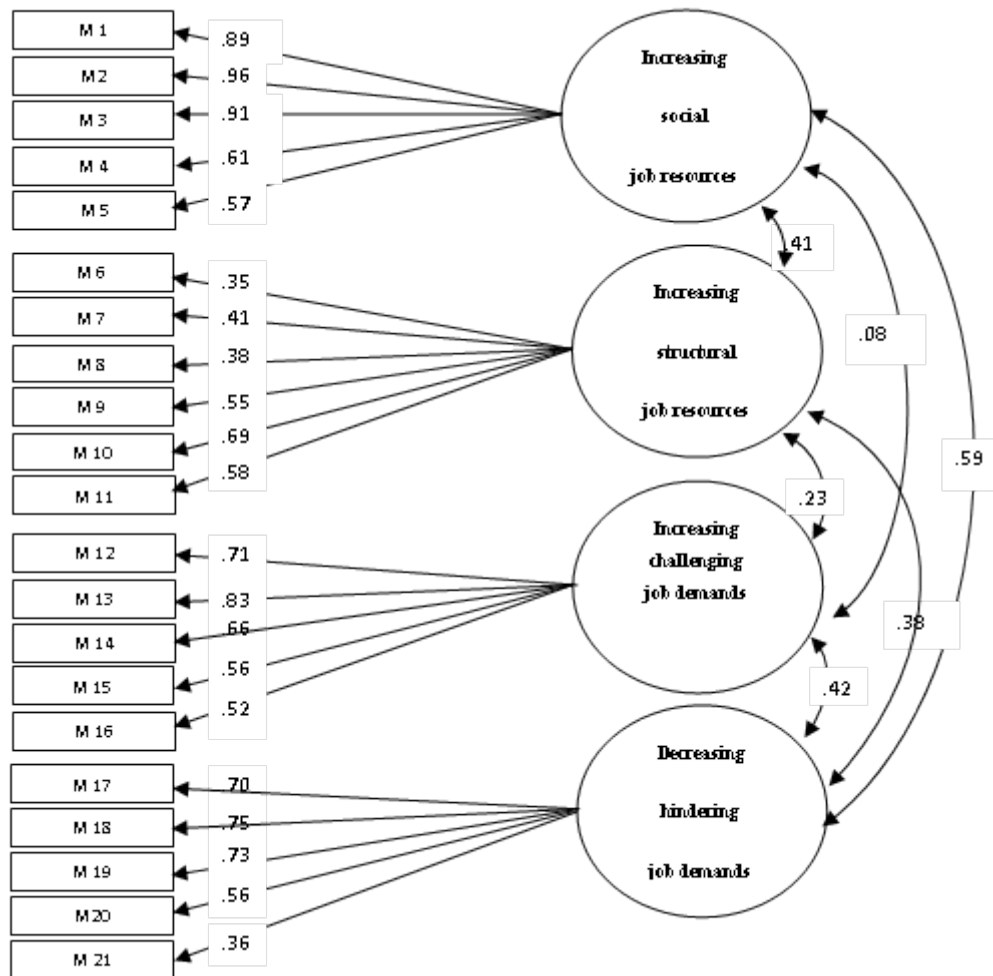 M 1
.89
M 2
.96
M 3
.91
M 4
.61
M 5
.57
Increasing
social
job resources
.41
M 6
.35
M 7
.41
M 8
.38
M 9
.55
M 10
.69
M 11
.58
Increasing
structural
job resources
.08
.59
.23
M 12
.71
M 13
.83
M 14
.66
M 15
.56
M 16
.52
Increasing
challenging
job demands
.38
.42
M 17
.70
M 18
.75
M 19
.73
M 20
.56
M 21
.36
Decreasing
hindering
job demands